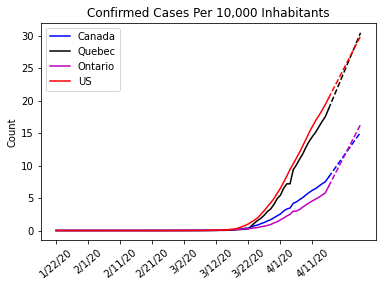 Confirmed Cases Per 10,000 Inhabitants
Canada
Quebec
Ontario
US
Count
30
25
20
15
10
5
0
1/22/20
2/1/20
2/11/20
2/21/20
3/2/20
3/12/20
3/22/20
4/1/20
4/11/20